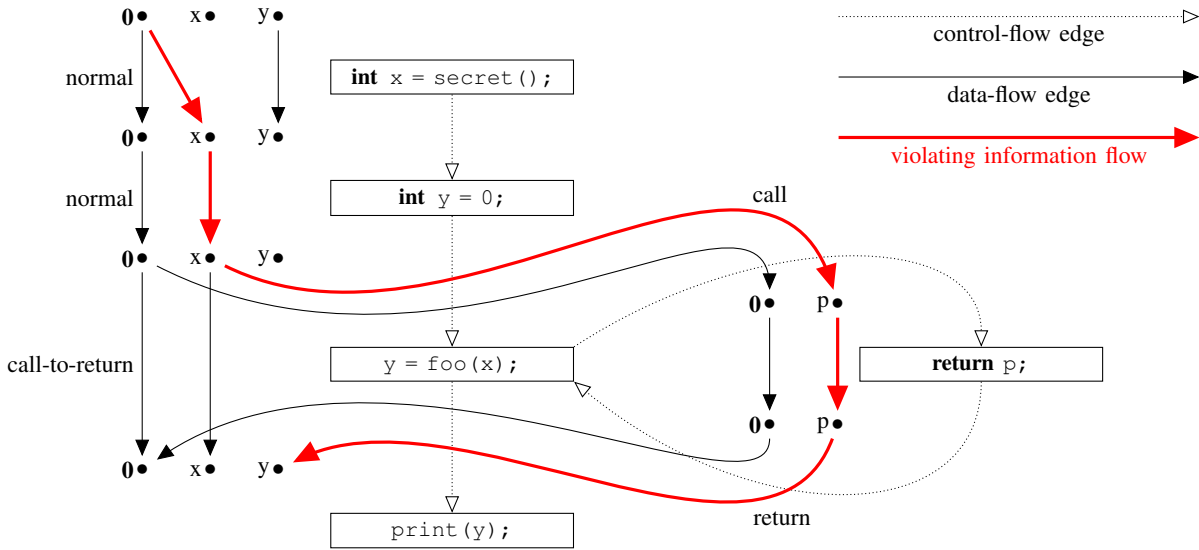 0 x y
control-flow edge
normal
int x = secret();
data-flow edge
0 x y
violating information flow
normal
int y = 0;
call
0 x y
0 p
call-to-return
y = foo(x);
return p;
0 p
0 x y
return
print(y);